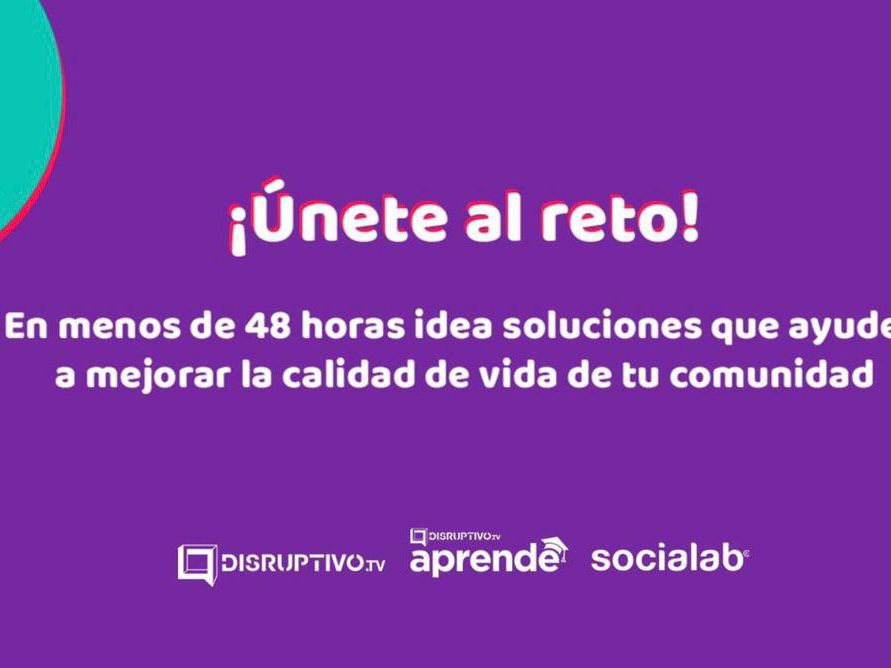 ¡Únete al reto!
En menos de 48 horas idea soluciones que ayude
a mejorar la calidad de vida de tu comunidad
DISRUPTIVO.TV
DISRUPTIVO.TV
aprende
socialab